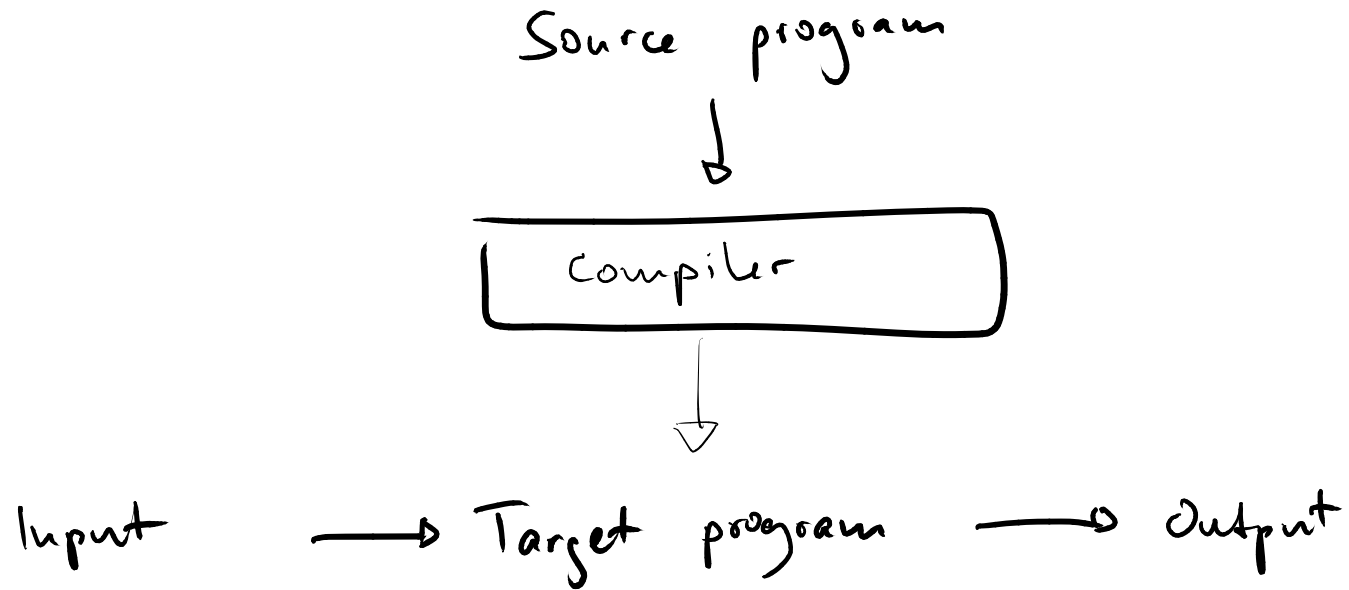 Source program
Compiler
Input
Target program
Output